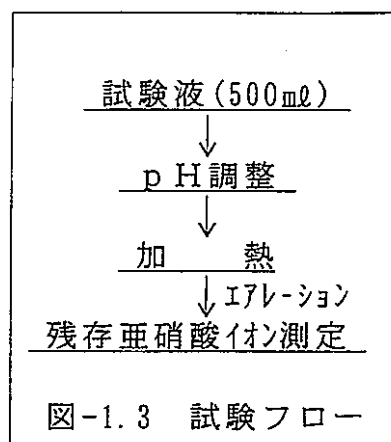 試験液(500mℓ)
pH調整
加　熱
エアレーション
残存亜硝酸イオン測定
図-1.3 試験フロー